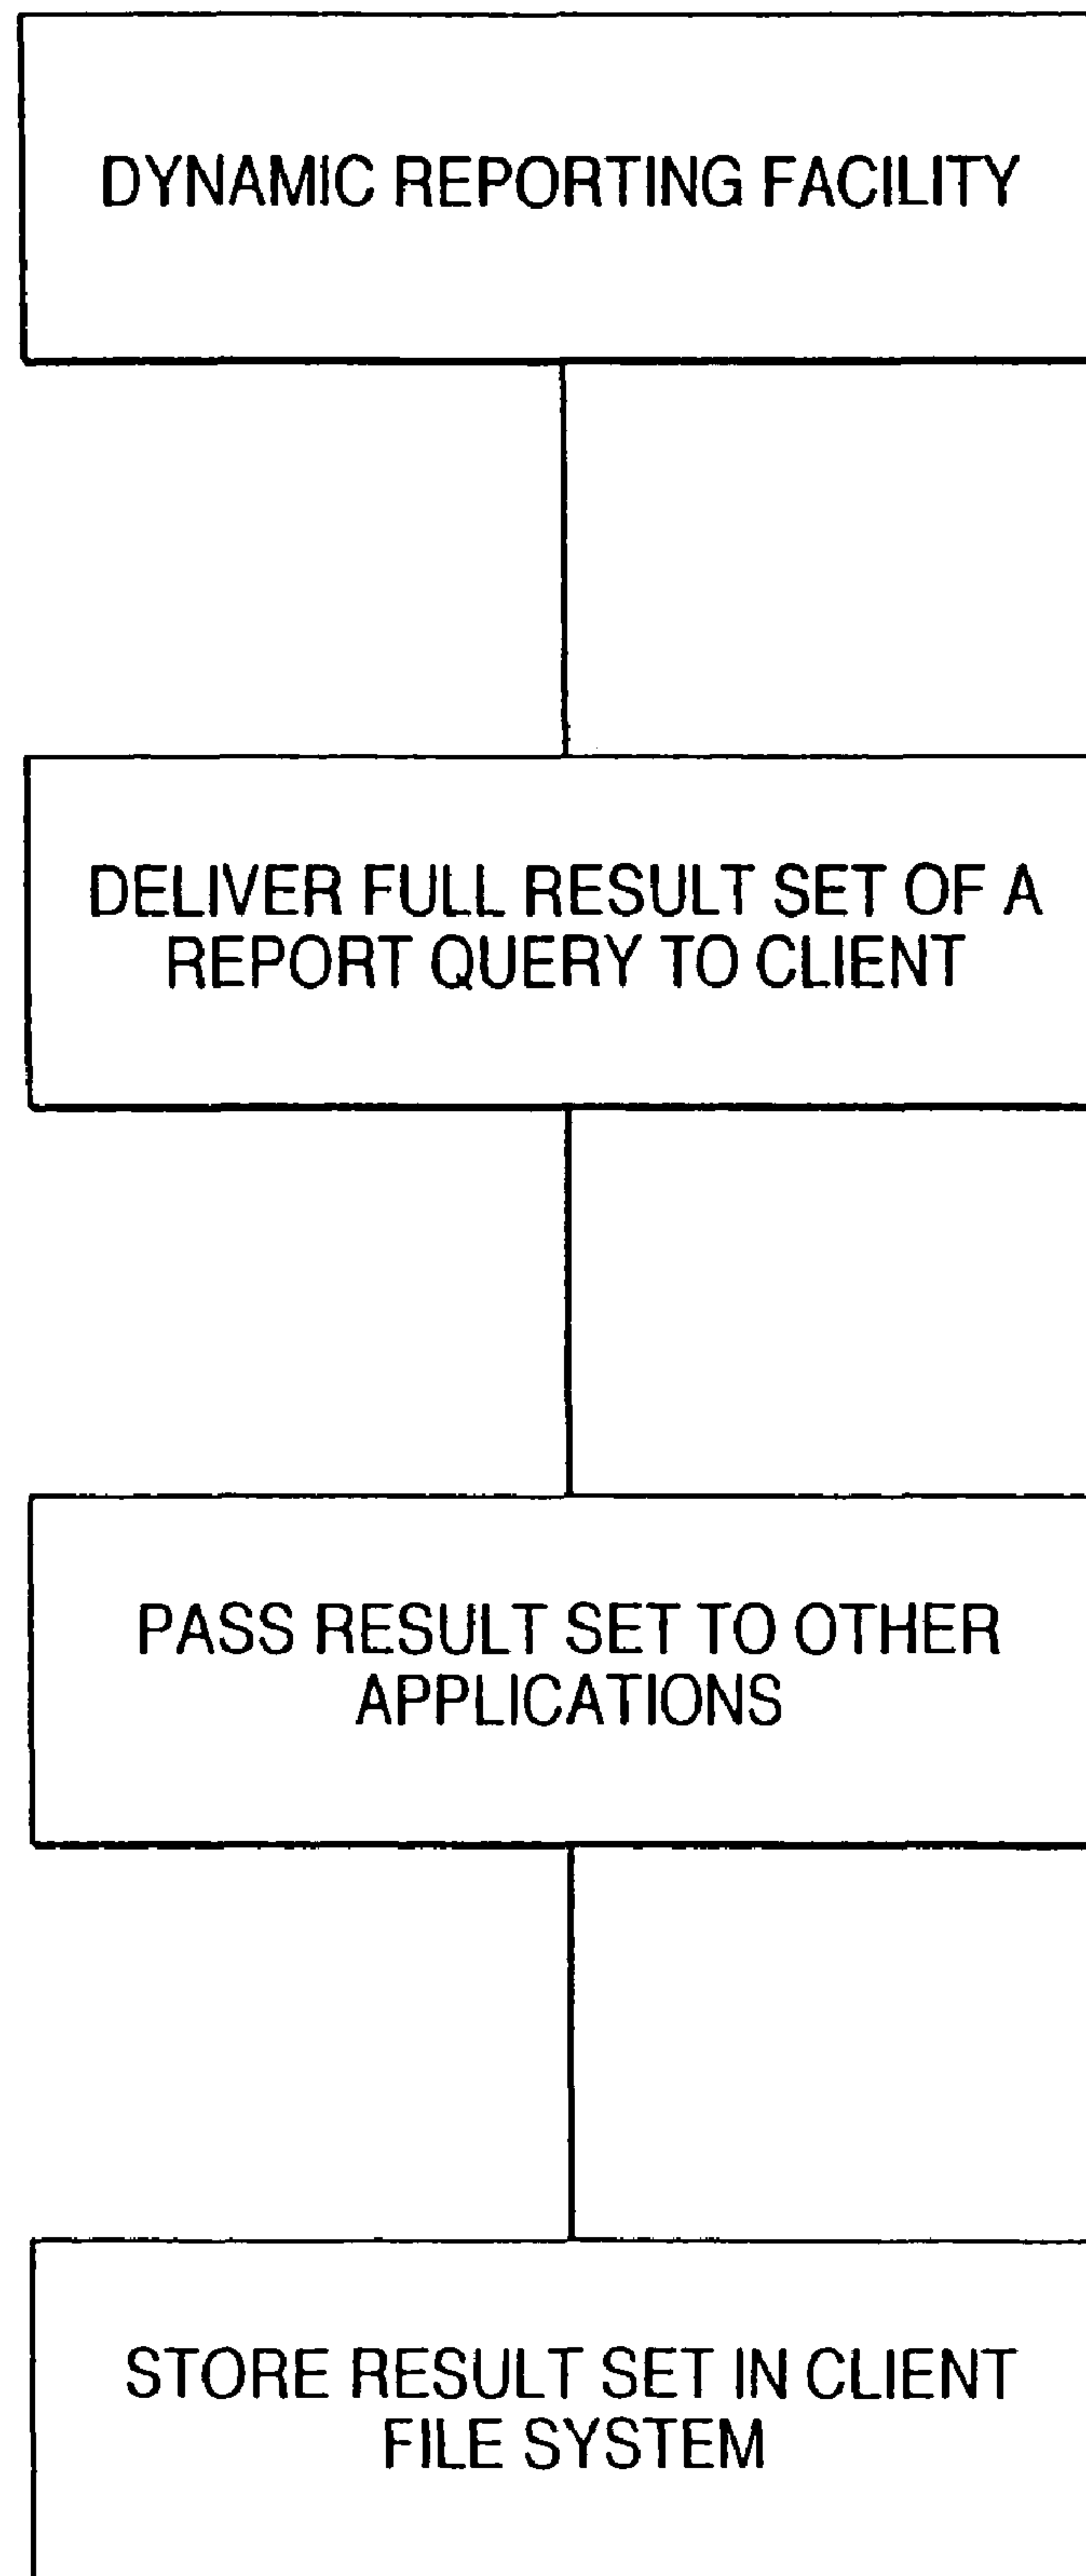 DYNAMIC REPORTING FACILITY
DELIVER FULL RESULT SET OF A
REPORT QUERY TO CLIENT
PASS RESULT SET TO OTHER
APPLICATIONS
STORE RESULT SET IN CLIENT
FILE SYSTEM